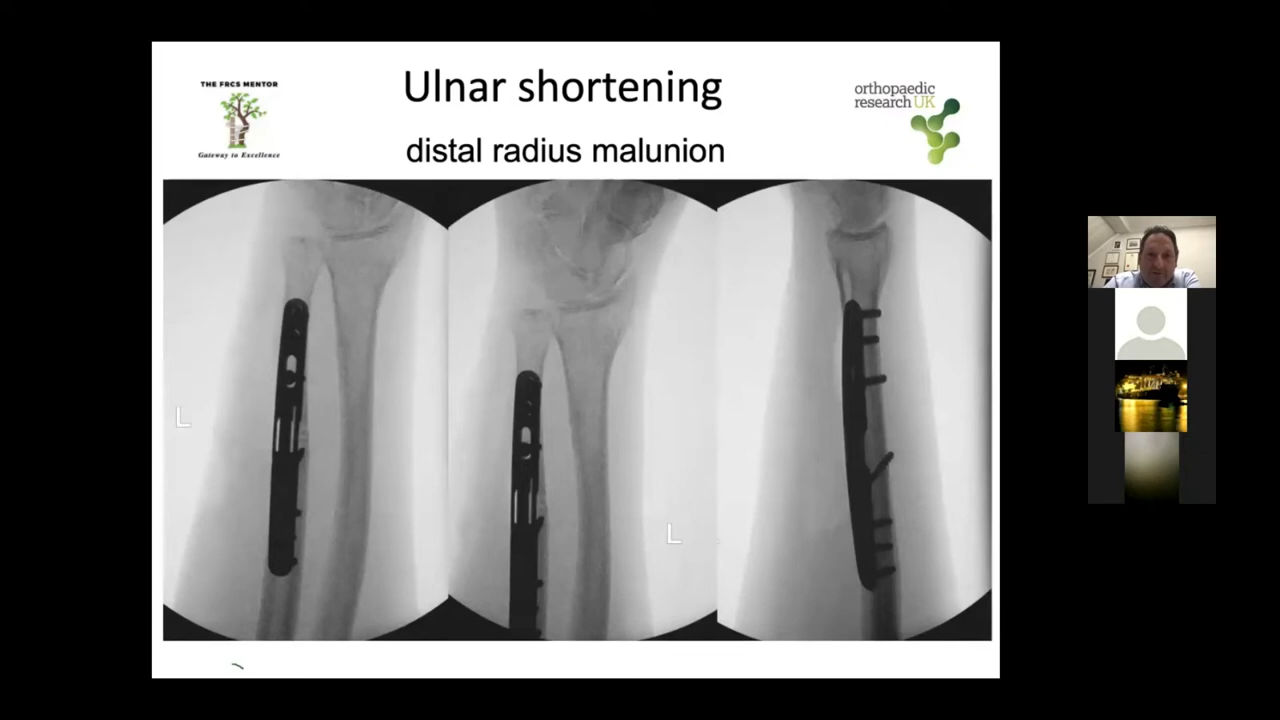 THE FRCS MENTOR
Gateway to Excellence
Ulnar shortening
distal radius malunion
orthopaedic
research UK
L
L